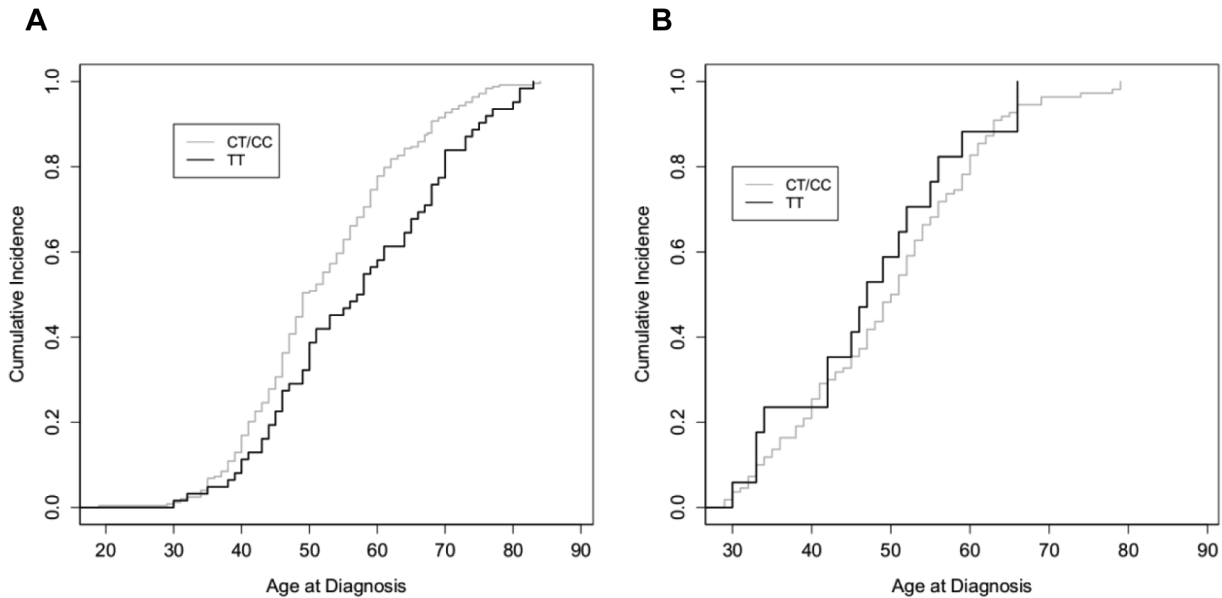 A
Cumulative Incidence
1.0
0.8
0.6
0.4
0.2
0.0
CT/CC
TT
20 30 40 50 60 70 80 90
Age at Diagnosis
B
Cumulative Incidence
1.0
0.8
0.6
0.4
0.2
0.0
CT/CC
TT
30 40 50 60 70 80 90
Age at Diagnosis